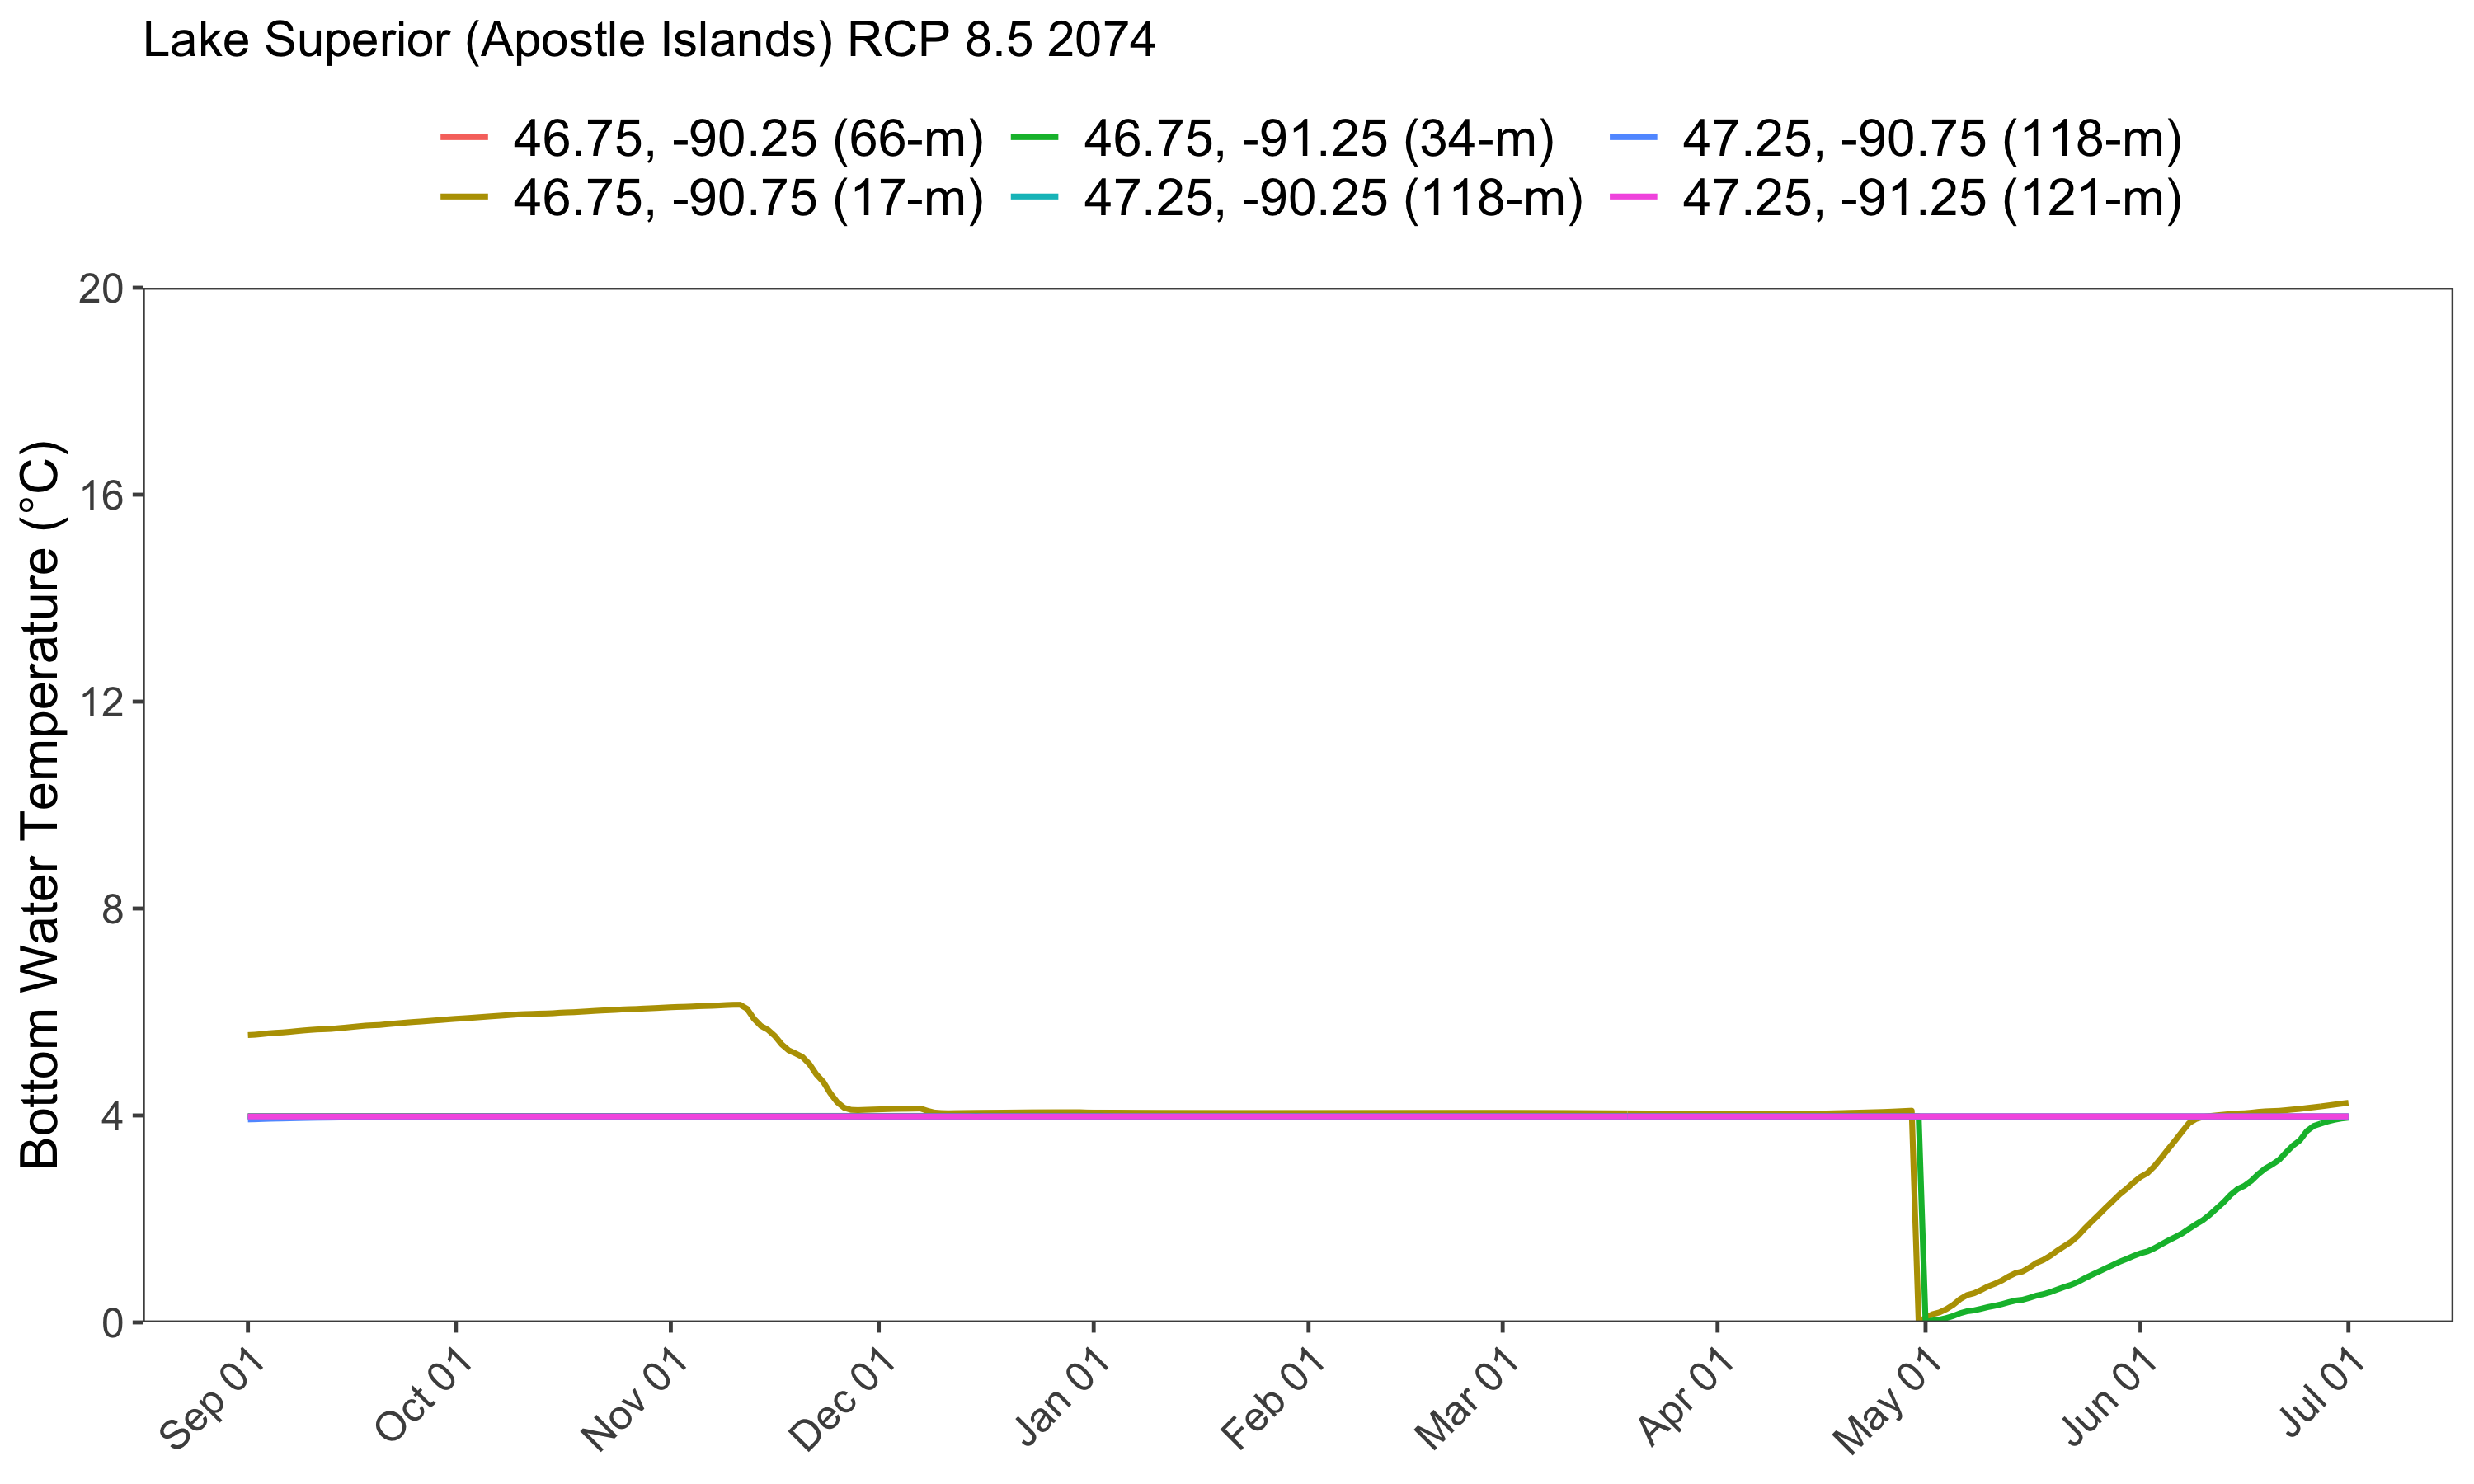 Lake Superior (Apostle Islands) RCP 8.5 2074
46.75, -90.25 (66-m) 46.75, -91.25 (34-m) 47.25, -90.75 (118-m)
46.75, -90.75 (17-m) 47.25, -90.25 (118-m) 47.25, -91.25 (121-m)
Bottom Water Temperature (°C)
20
16
12
8
4
0
Sep 01 Oct 01 Nov 01 Dec 01 Jan 01 Feb 01 Mar 01 Apr 01 May 01 Jun 01 Jul 01